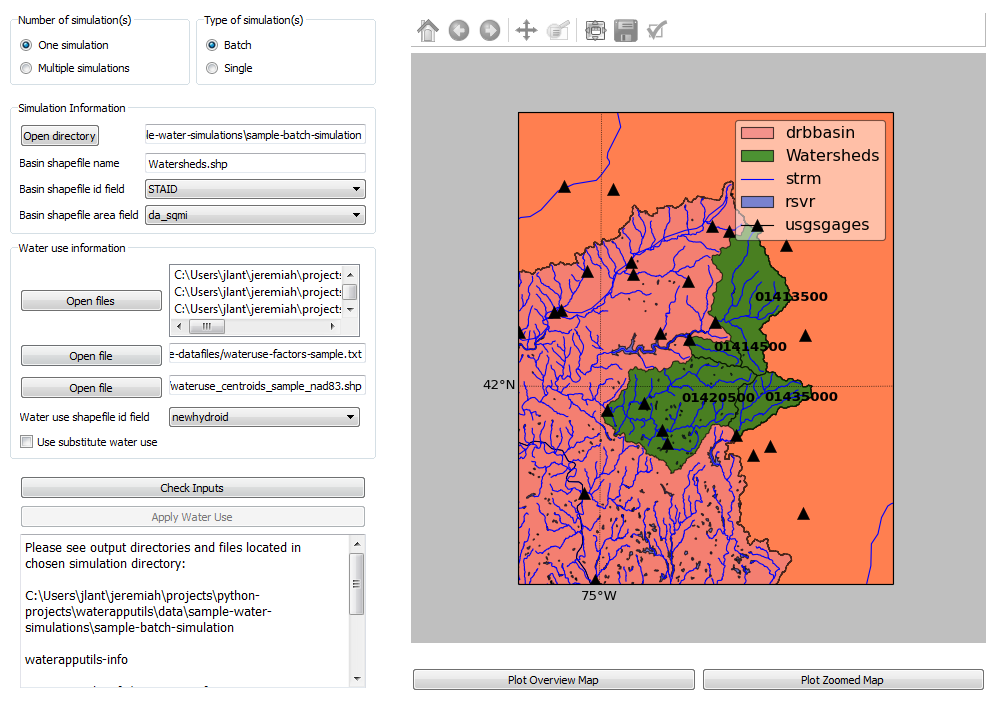 Number of simulation(s)
One simulation
Multiple simulations
Type of simulation(s)
Batch
Single
Simulation Information
Open directory
le-water-simulations\sample-batch-simulation
Basin shapefile name
Watersheds.shp
Basin shapefile id field
STAID
Basin shapefile area field
da_sqmi
Water use information
Open files
C:\Users\jlant\jeremiah\projects
C:\Users\jlant\jeremiah\projects
C:\Users\jlant\jeremiah\projects
Open file
e-datafiles/wateruse-factors-sample.txt
Open file
wateruse_centroids_sample_nad83.shp
Water use shapefile id field
newhydroid
Use substitute water use
Check Inputs
Apply Water Use
Please see output directories and files located in
chosen simulation directory:
C:\Users\jlant\jeremiah\projects\python-
projects\waterapputils\data\sample-water-
simulations\sample-batch-simulation
waterapputils-info
drbbasin
Watersheds
strm
rsvr
usgsgages
01413500
01414500
42°N
01420500
01435000
75°W
Plot Overview Map
Plot Zoomed Map